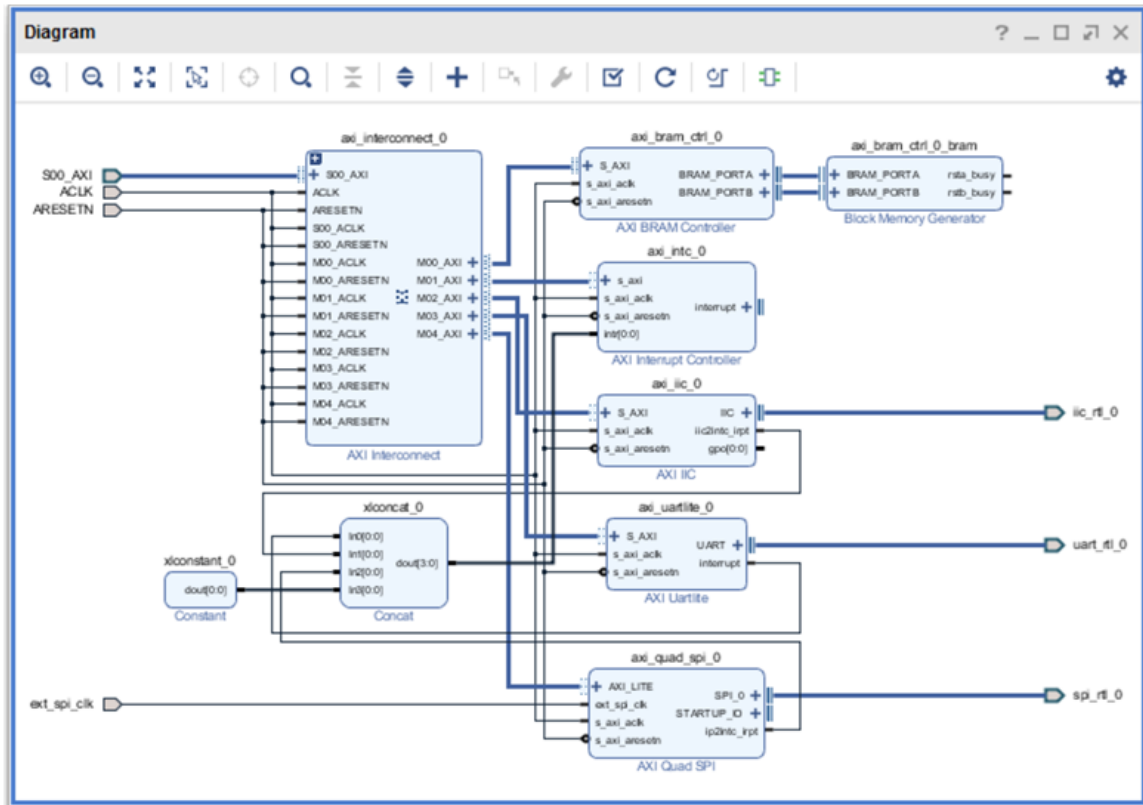 Diagram
S00_AXI
ACLK
ARESETN
axi_interconnect_0
S00_AXI
ACLK
ARESETN
S00_ACLK
S00_ARESETN
M00_ACLK
M00_ARESETN
M01_ACLK
M01_ARESETN
M02_ACLK
M02_ARESETN
M03_ACLK
M03_ARESETN
M04_ACLK
M04_ARESETN
M00_AXI
M01_AXI
M02_AXI
M03_AXI
M04_AXI
AXI Interconnect
axi_bram_ctrl_0
S_AXI
s_axi_aclk
s_axi_aresetn
BRAM_PORTA
BRAM_PORTB
AXI BRAM Controller
axi_bram_ctrl_0_bram
BRAM_PORTA
BRAM_PORTB
rsta_busy
rstb_busy
Block Memory Generator
axi_intc_0
s_axi
s_axi_aclk
s_axi_aresetn
intr[0:0]
interrupt
AXI Interrupt Controller
axi_iic_0
S_AXI
s_axi_aclk
s_axi_aresetn
IIC
iic2intc_irpt
gpo[0:0]
AXI IIC
iic_rtl_0
xlconstant_0
dout[0:0]
Constant
xlconcat_0
In0[0:0]
In1[0:0]
In2[0:0]
In3[0:0]
dout[3:0]
Concat
axi_uartlite_0
S_AXI
s_axi_aclk
s_axi_aresetn
UART
interrupt
AXI Uartlite
uart_rtl_0
ext_spi_clk
axi_quad_spi_0
AXI_LITE
ext_spi_clk
s_axi_aclk
s_axi_aresetn
SPI_0
STARTUP_IO
ip2intc_irpt
AXI Quad SPI
spi_rtl_0